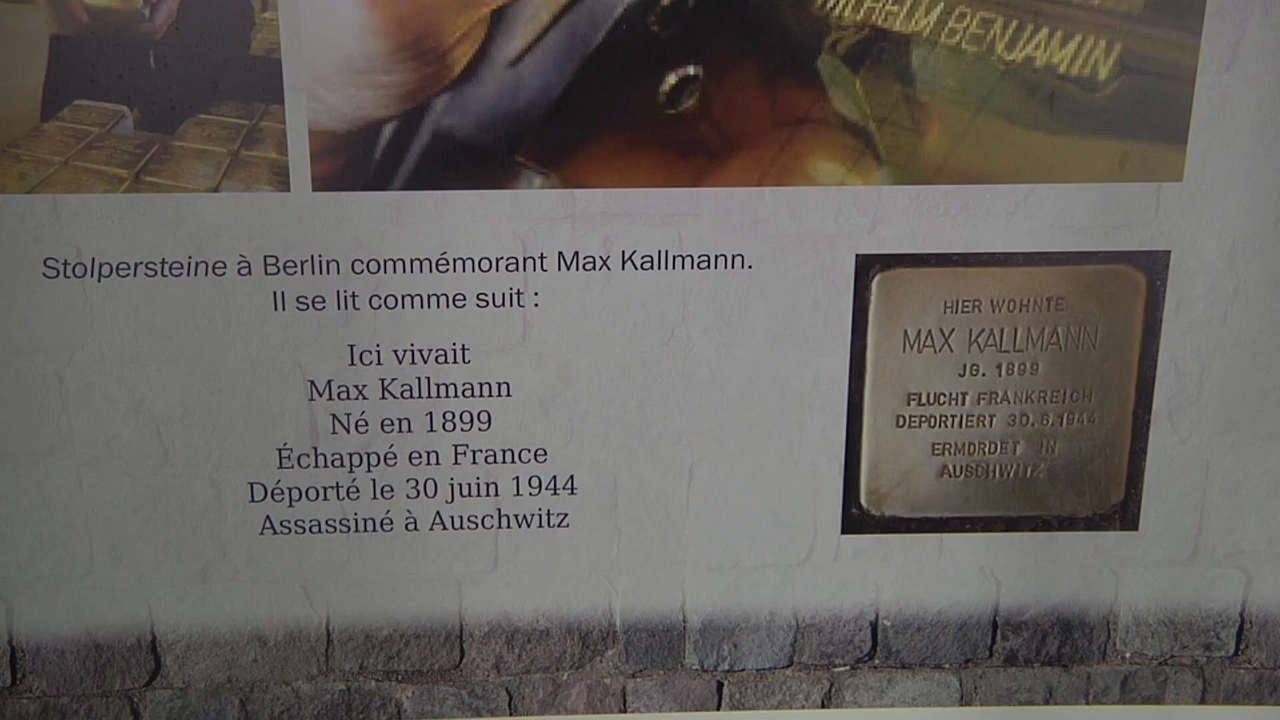 WILHELM BENJAMIN
Stolpersteine à Berlin commémorant Max Kallmann.
Il se lit comme suit :
Ici vivait
Max Kallmann
Né en 1899
Échappé en France
Déporté le 30 juin 1944
Assassiné à Auschwitz
HIER WOHNTE
MAX KALLMANN
JG. 1899
FLUCHT FRANKREICH
DEPORTIERT 30.6.1944
ERMORDET IN
AUSCHWITZ